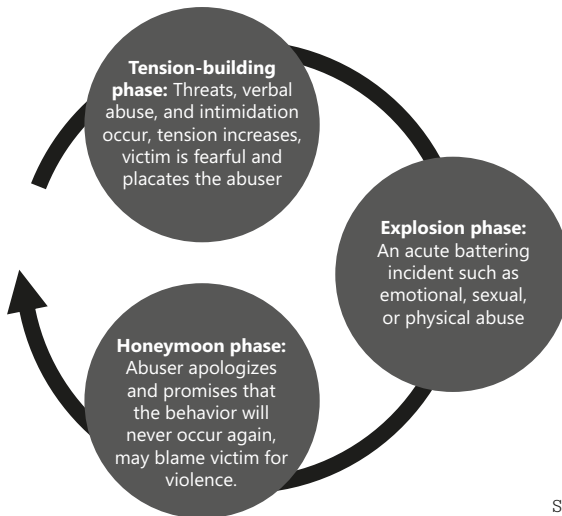 Tension-building
phase: Threats, verbal
abuse, and intimidation
occur, tension increases,
victim is fearful and
placates the abuser
Explosion phase:
An acute battering
incident such as
emotional, sexual,
or physical abuse
Honeymoon phase:
Abuser apologizes
and promises that
the behavior will
never occur again,
may blame victim for
violence.
S